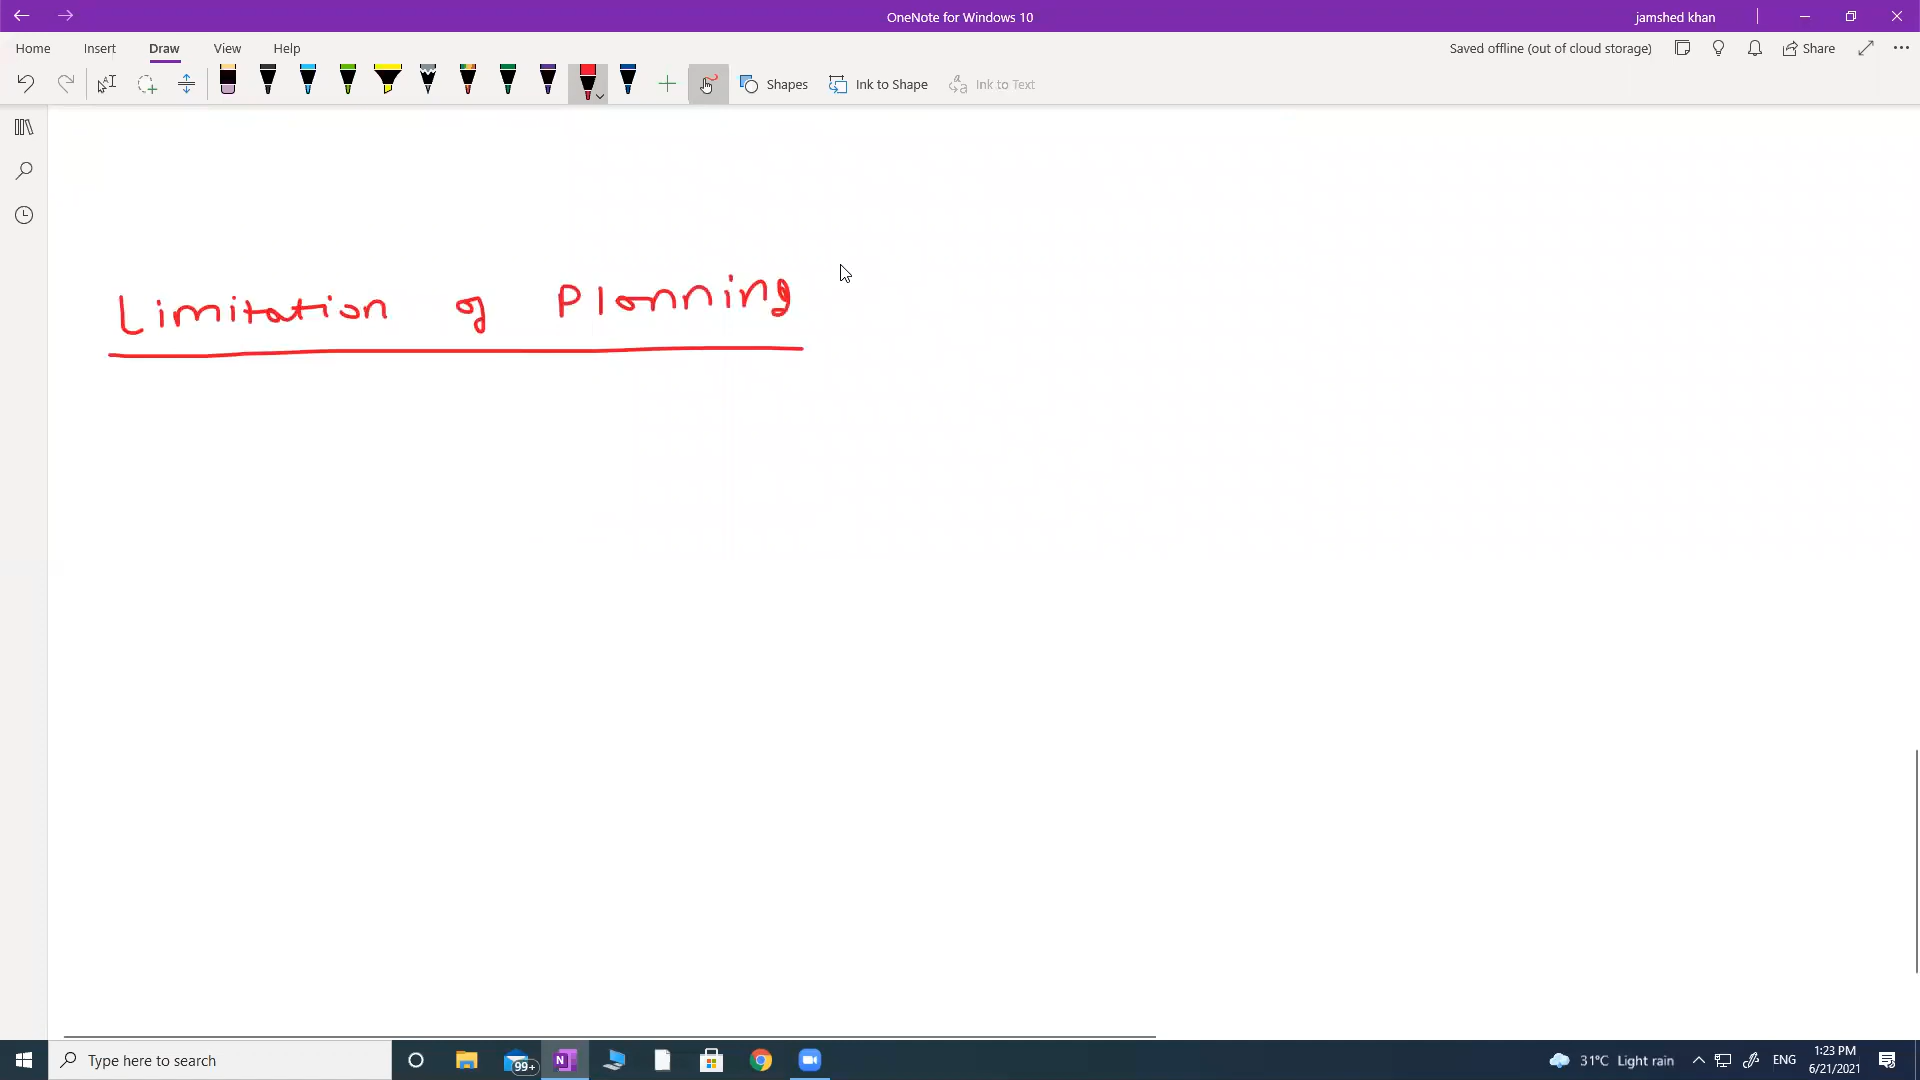 OneNote for Windows 10
jamshed khan
Home Insert Draw View Help
Saved offline (out of cloud storage)
Share
Shapes
Ink to Shape
Ink to Text
Limitation of Planning
Type here to search
99+
N
31°C Light rain
ENG
1:23 PM
6/21/2021